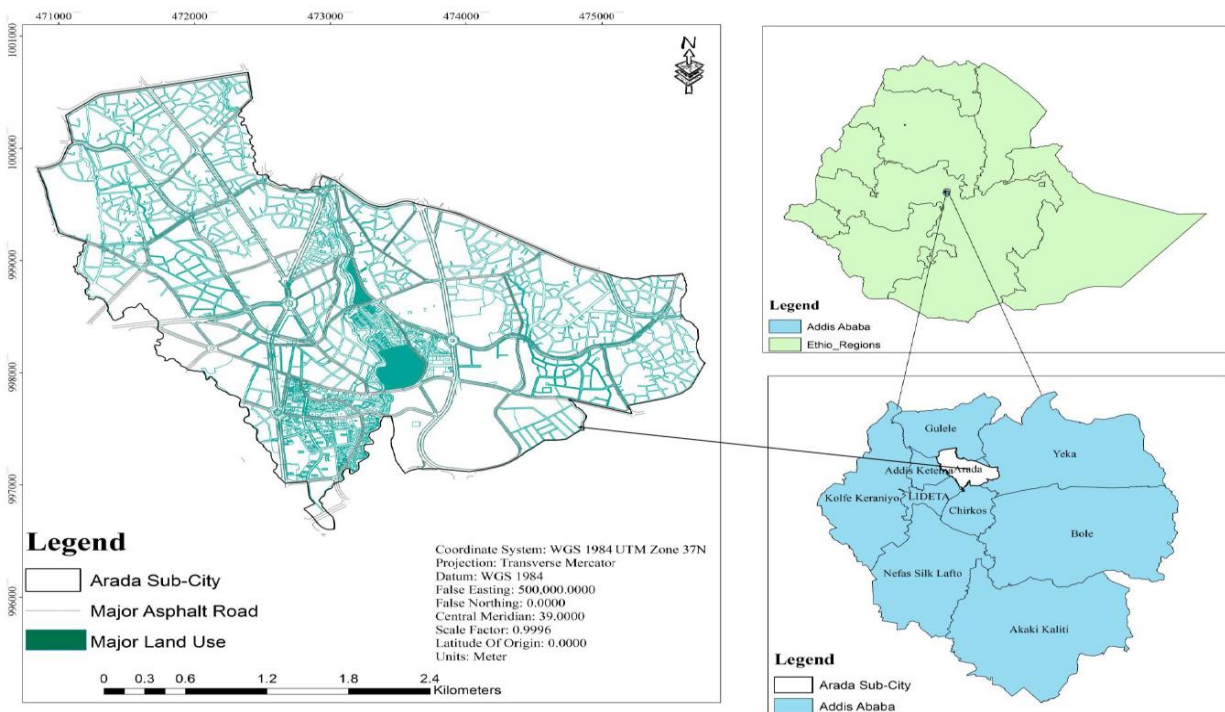 471000 472000 473000 474000 475000
1001000
1000000
999000
998000
997000
996000
N
Legend
Arada Sub-City
Major Asphalt Road
Major Land Use
Coordinate System: WGS 1984 UTM Zone 37N
Projection: Transverse Mercator
Datum: WGS 1984
False Easting: 500,000.0000
False Northing: 0.0000
Central Meridian: 39.0000
Scale Factor: 0.9996
Latitude Of Origin: 0.0000
Units: Meter
0 0.3 0.6 1.2 1.8 2.4
Kilometers
Legend
Addis Ababa
Ethio_Regions
Gulele
Yeka
Addis Ketema
Arada
Kolfe Keraniyo
LIDETA
Chirkos
Bole
Nefas Silk Lafto
Akaki Kaliti
Legend
Arada Sub-City
Addis Ababa